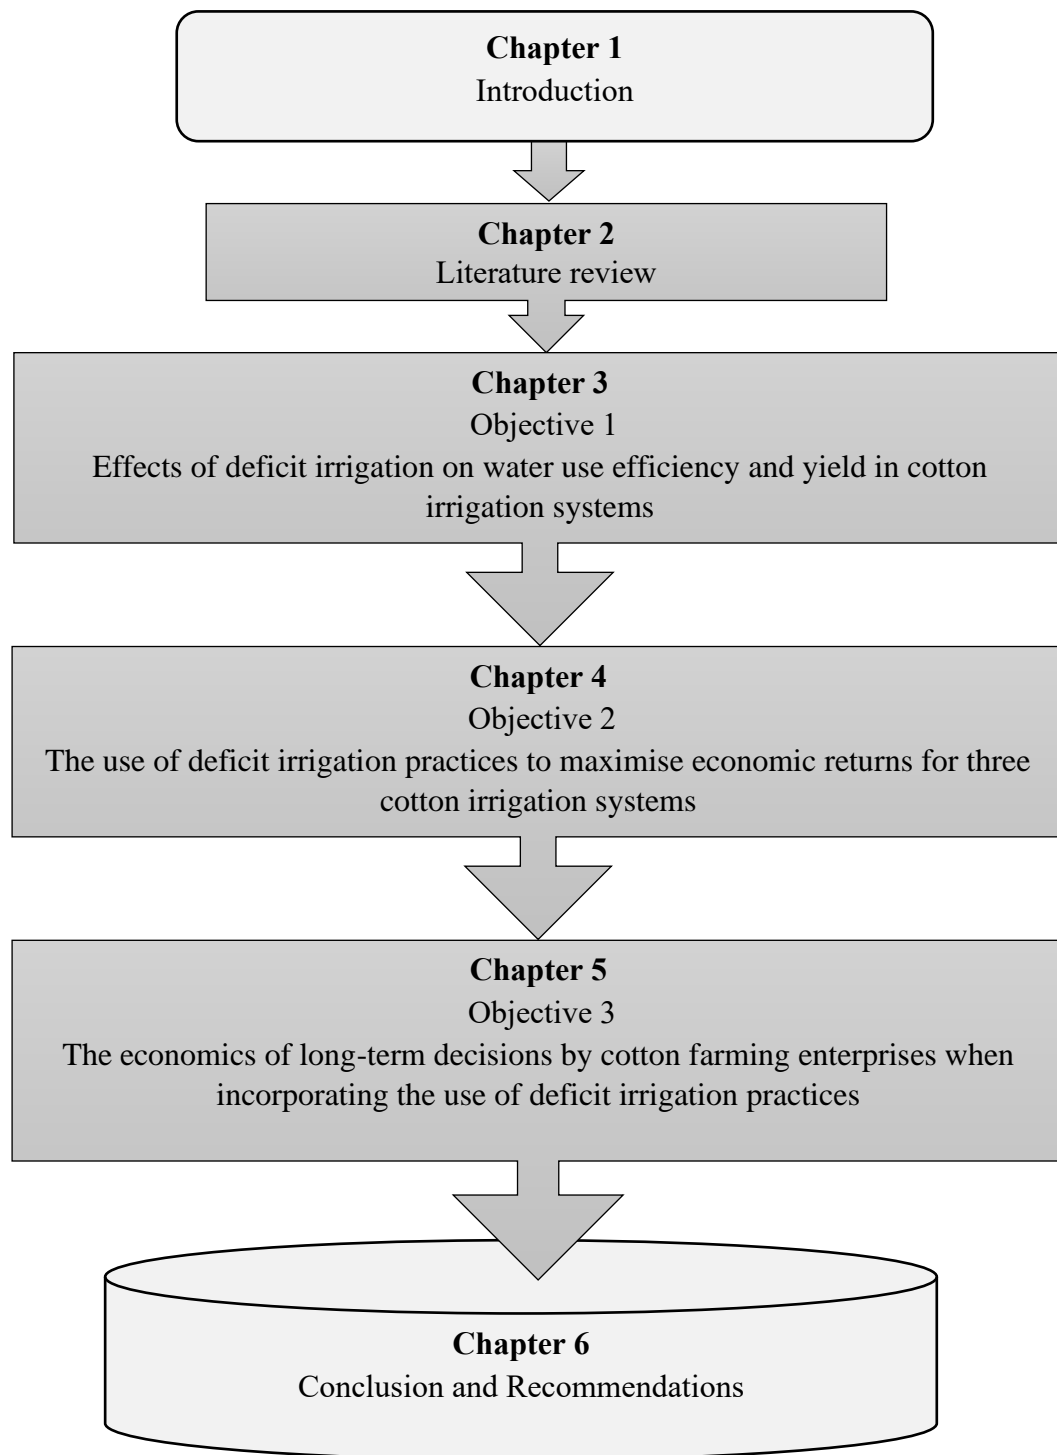 Chapter 1
Introduction
Chapter 2
Literature review
Chapter 3
Objective 1
Effects of deficit irrigation on water use efficiency and yield in cotton
irrigation systems
Chapter 4
Objective 2
The use of deficit irrigation practices to maximise economic returns for three
cotton irrigation systems
Chapter 5
Objective 3
The economics of long-term decisions by cotton farming enterprises when
incorporating the use of deficit irrigation practices
Chapter 6
Conclusion and Recommendations